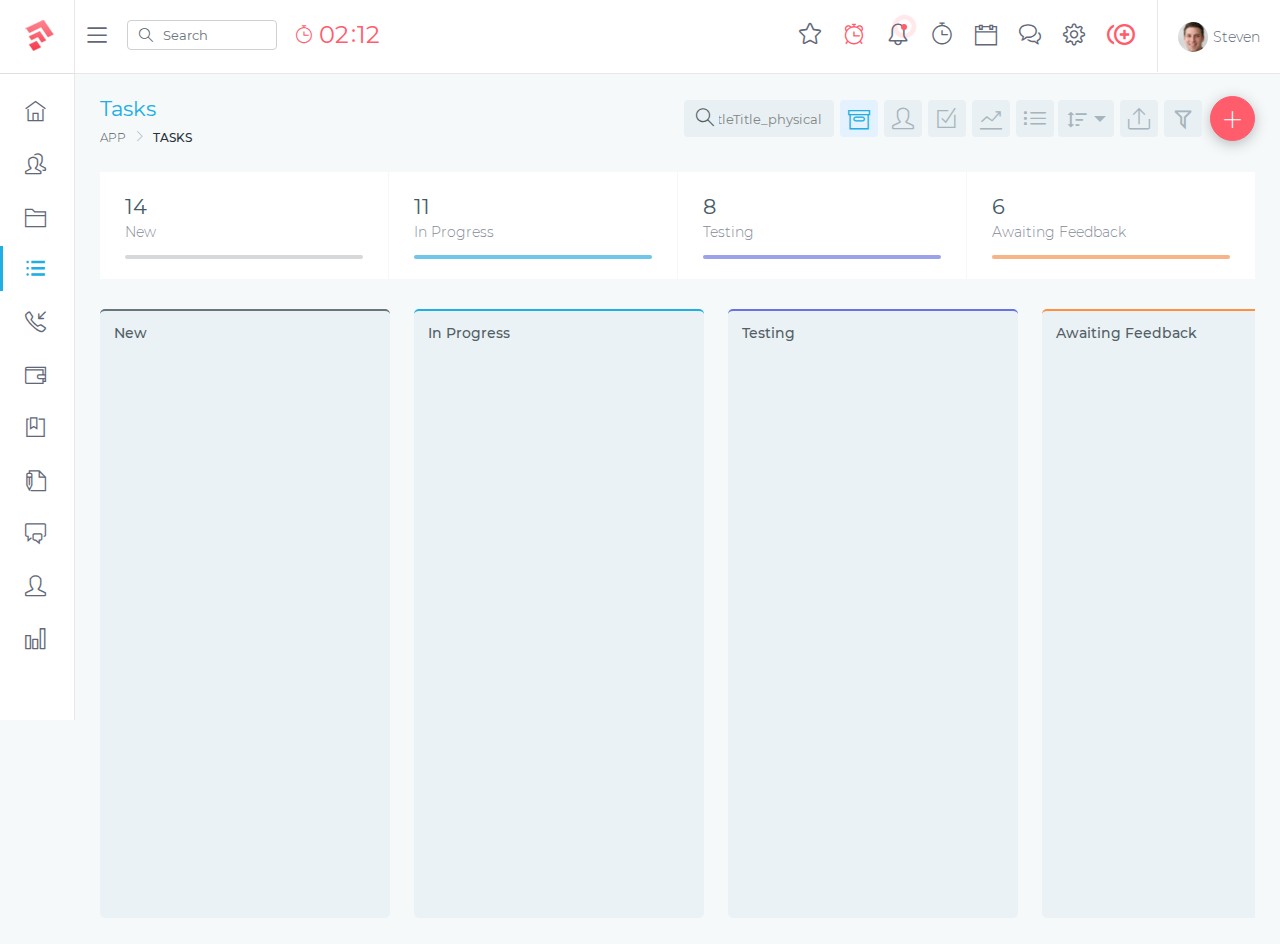 Search
02:12
Steven
Tasks
APP
TASKS
tleTitle_physical
14
New
11
In Progress
8
Testing
6
Awaiting Feedback
New
In Progress
Testing
Awaiting Feedback